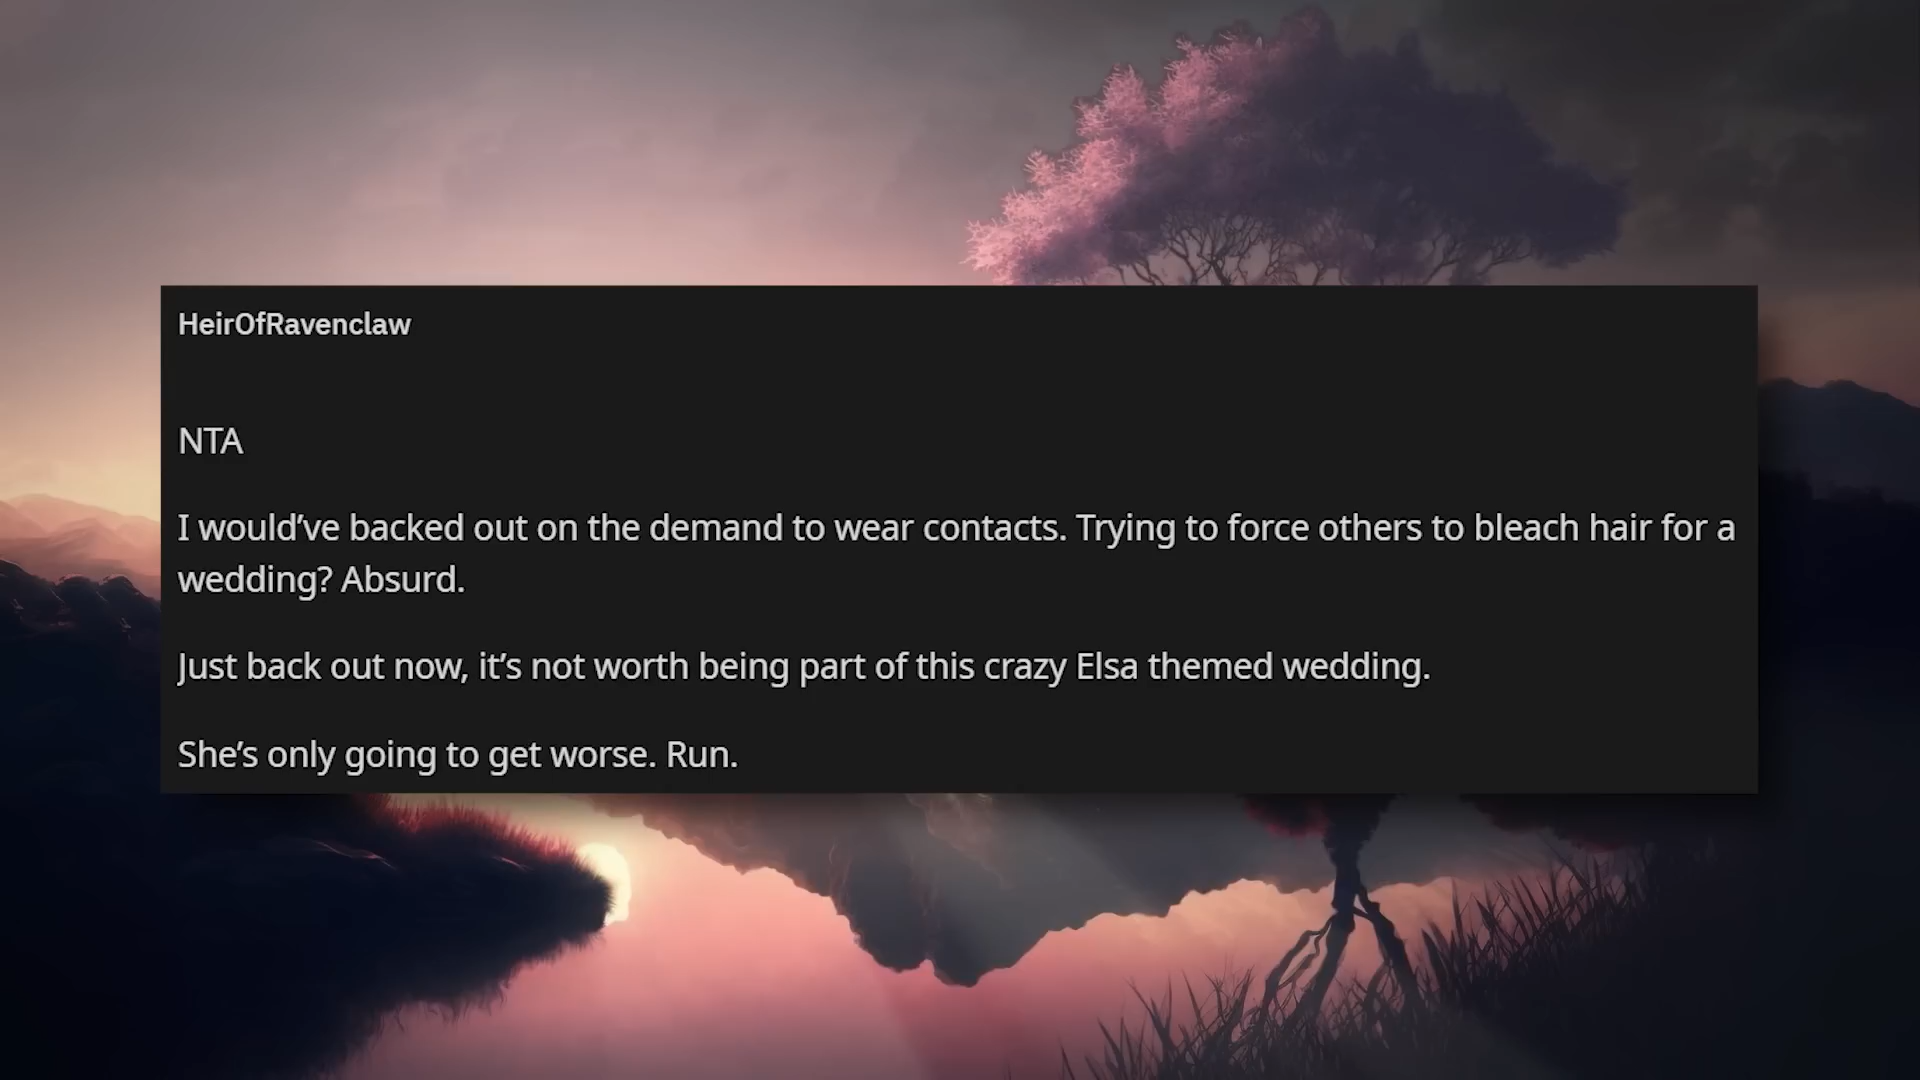 HeirOfRavenclaw
NTA
I would’ve backed out on the demand to wear contacts. Trying to force others to bleach hair for a
wedding? Absurd.
Just back out now, it’s not worth being part of this crazy Elsa themed wedding.
She’s only going to get worse. Run.